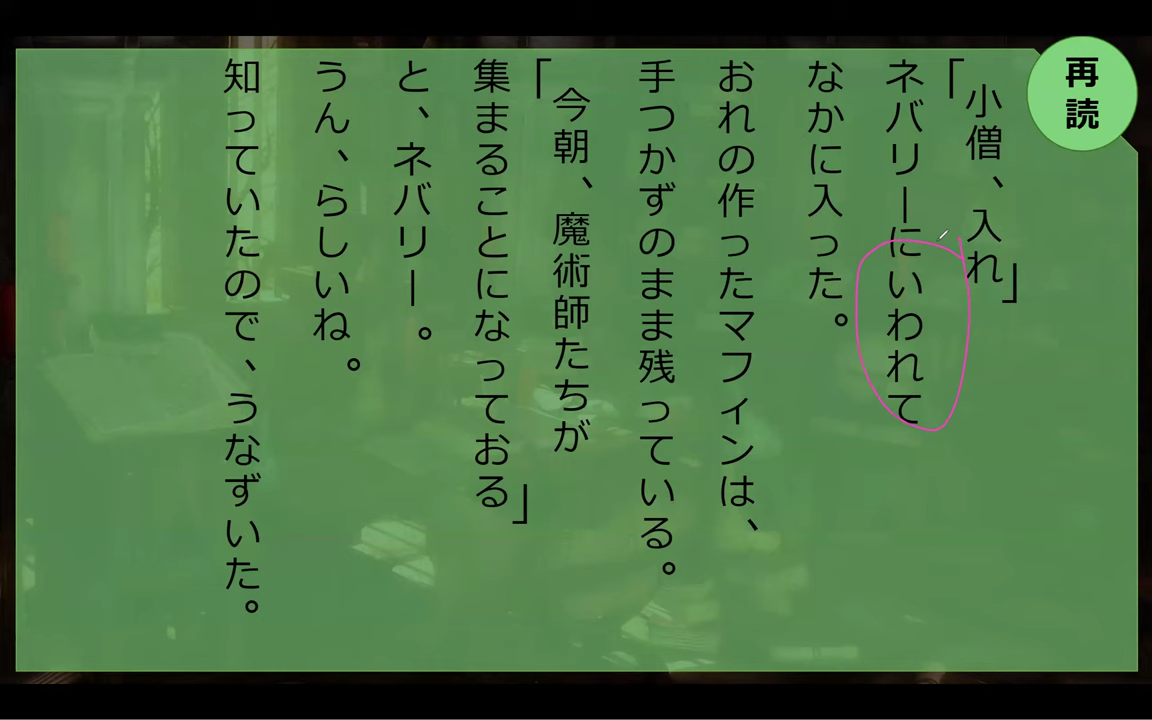 再読
「小僧、入れ」
ネバリーにいわれて
なかに入った。
おれの作ったマフィンは、
手つかずのまま残っている。
「今朝、魔術師たちが
集まることになっておる」
と、ネバリー。
うん、らしいね。
知っていたので、うなずいた。